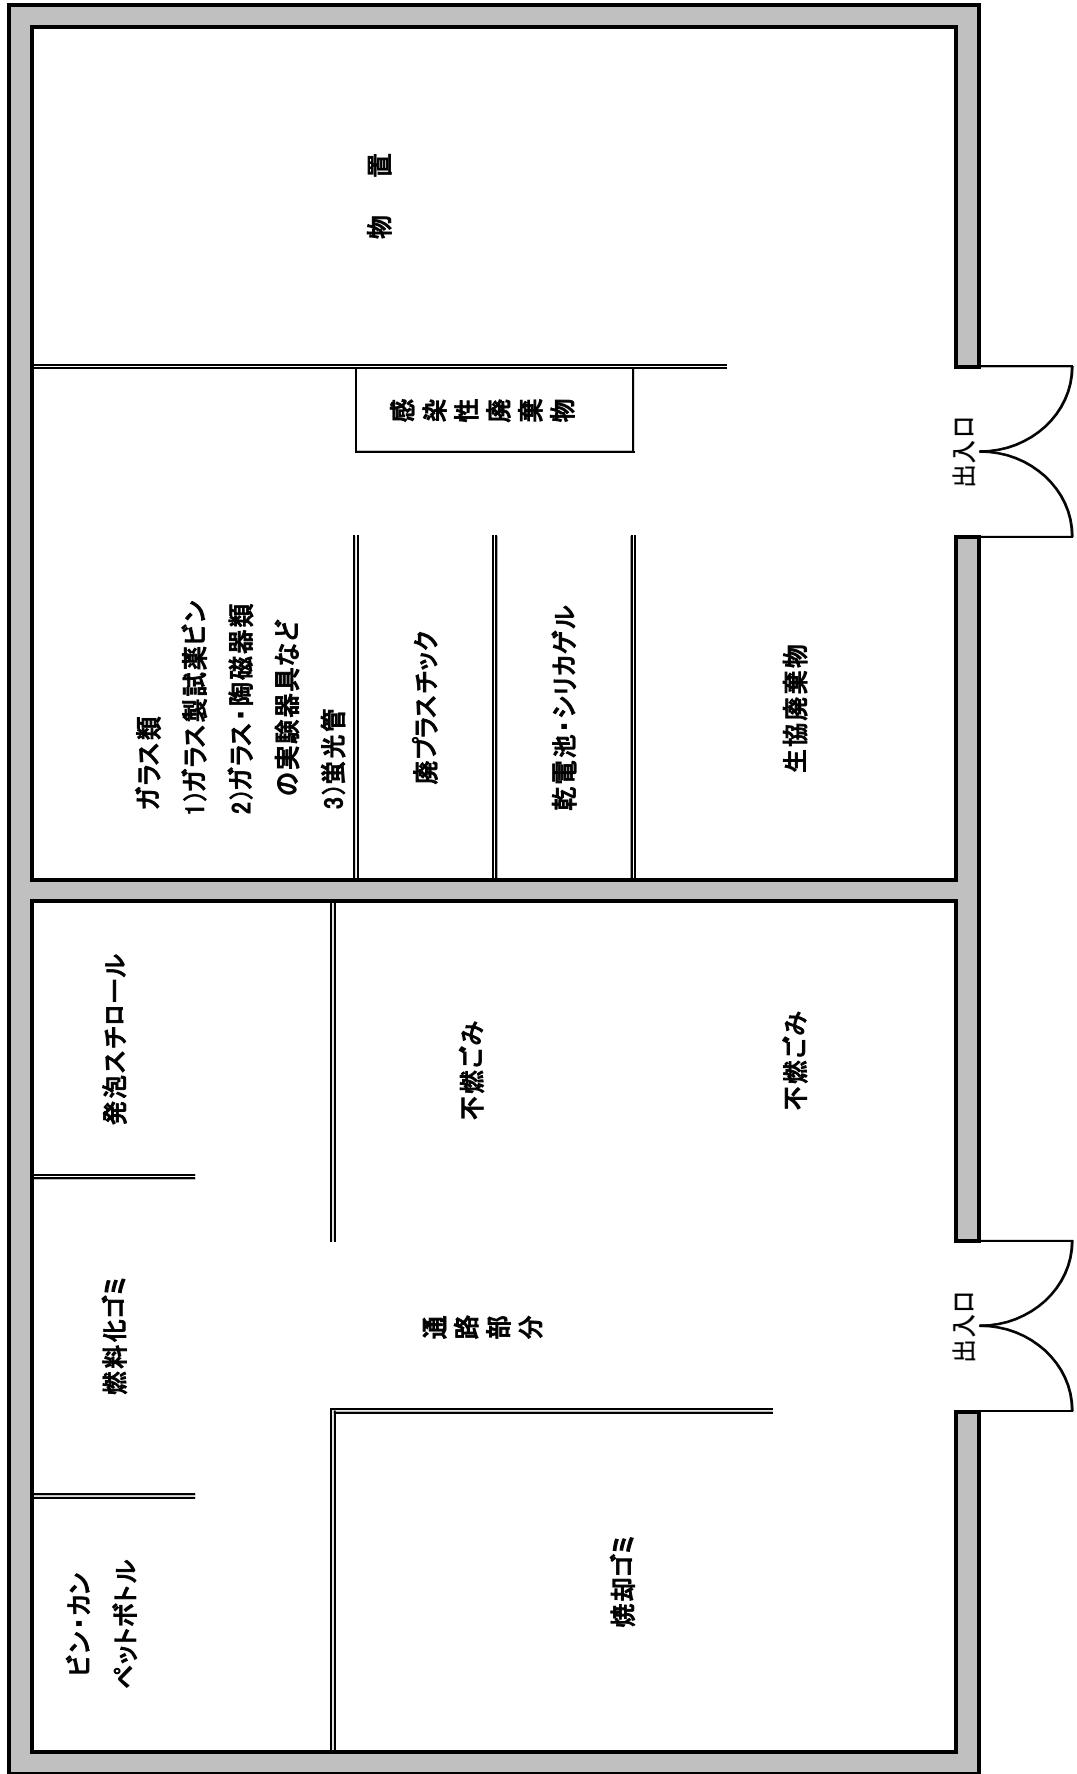 ビン・カン
ペットボトル
燃料化ゴミ
発泡スチロール
通路部分
不燃ごみ
焼却ゴミ
不燃ごみ
出入口
ガラス類
1)ガラス製試薬ビン
2)ガラス・陶磁器類
の実験器具など
3)蛍光管
廃プラスチック
乾電池・シリカゲル
生協廃棄物
感染性廃棄物
物　置
出入口